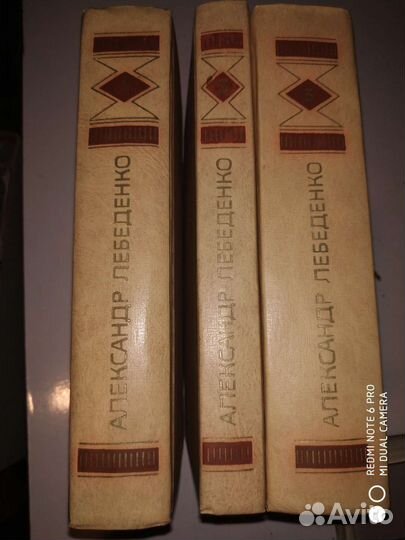 АЛЕКСАНДР ЛЕБЕДЕНКО
АЛЕКСАНДР ЛЕБЕДЕНКО
АЛЕКСАНДР ЛЕБЕДЕНКО
REDMI NOTE 6 PRO
MI DUAL CAMERA
Avito